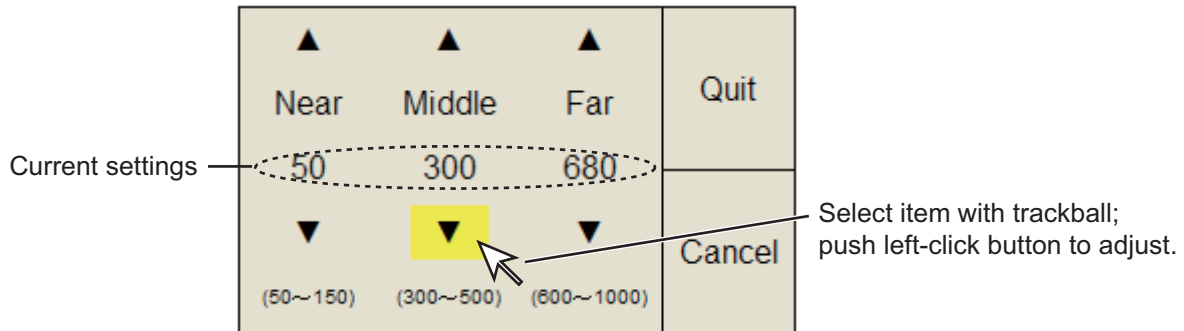 ▲ ▲ ▲
Near Middle Far
Quit
Current settings
50 300 680
Select item with trackball;
push left-click button to adjust.
▼ ▼ ▼
Cancel
(50~150) (300~500) (600~1000)